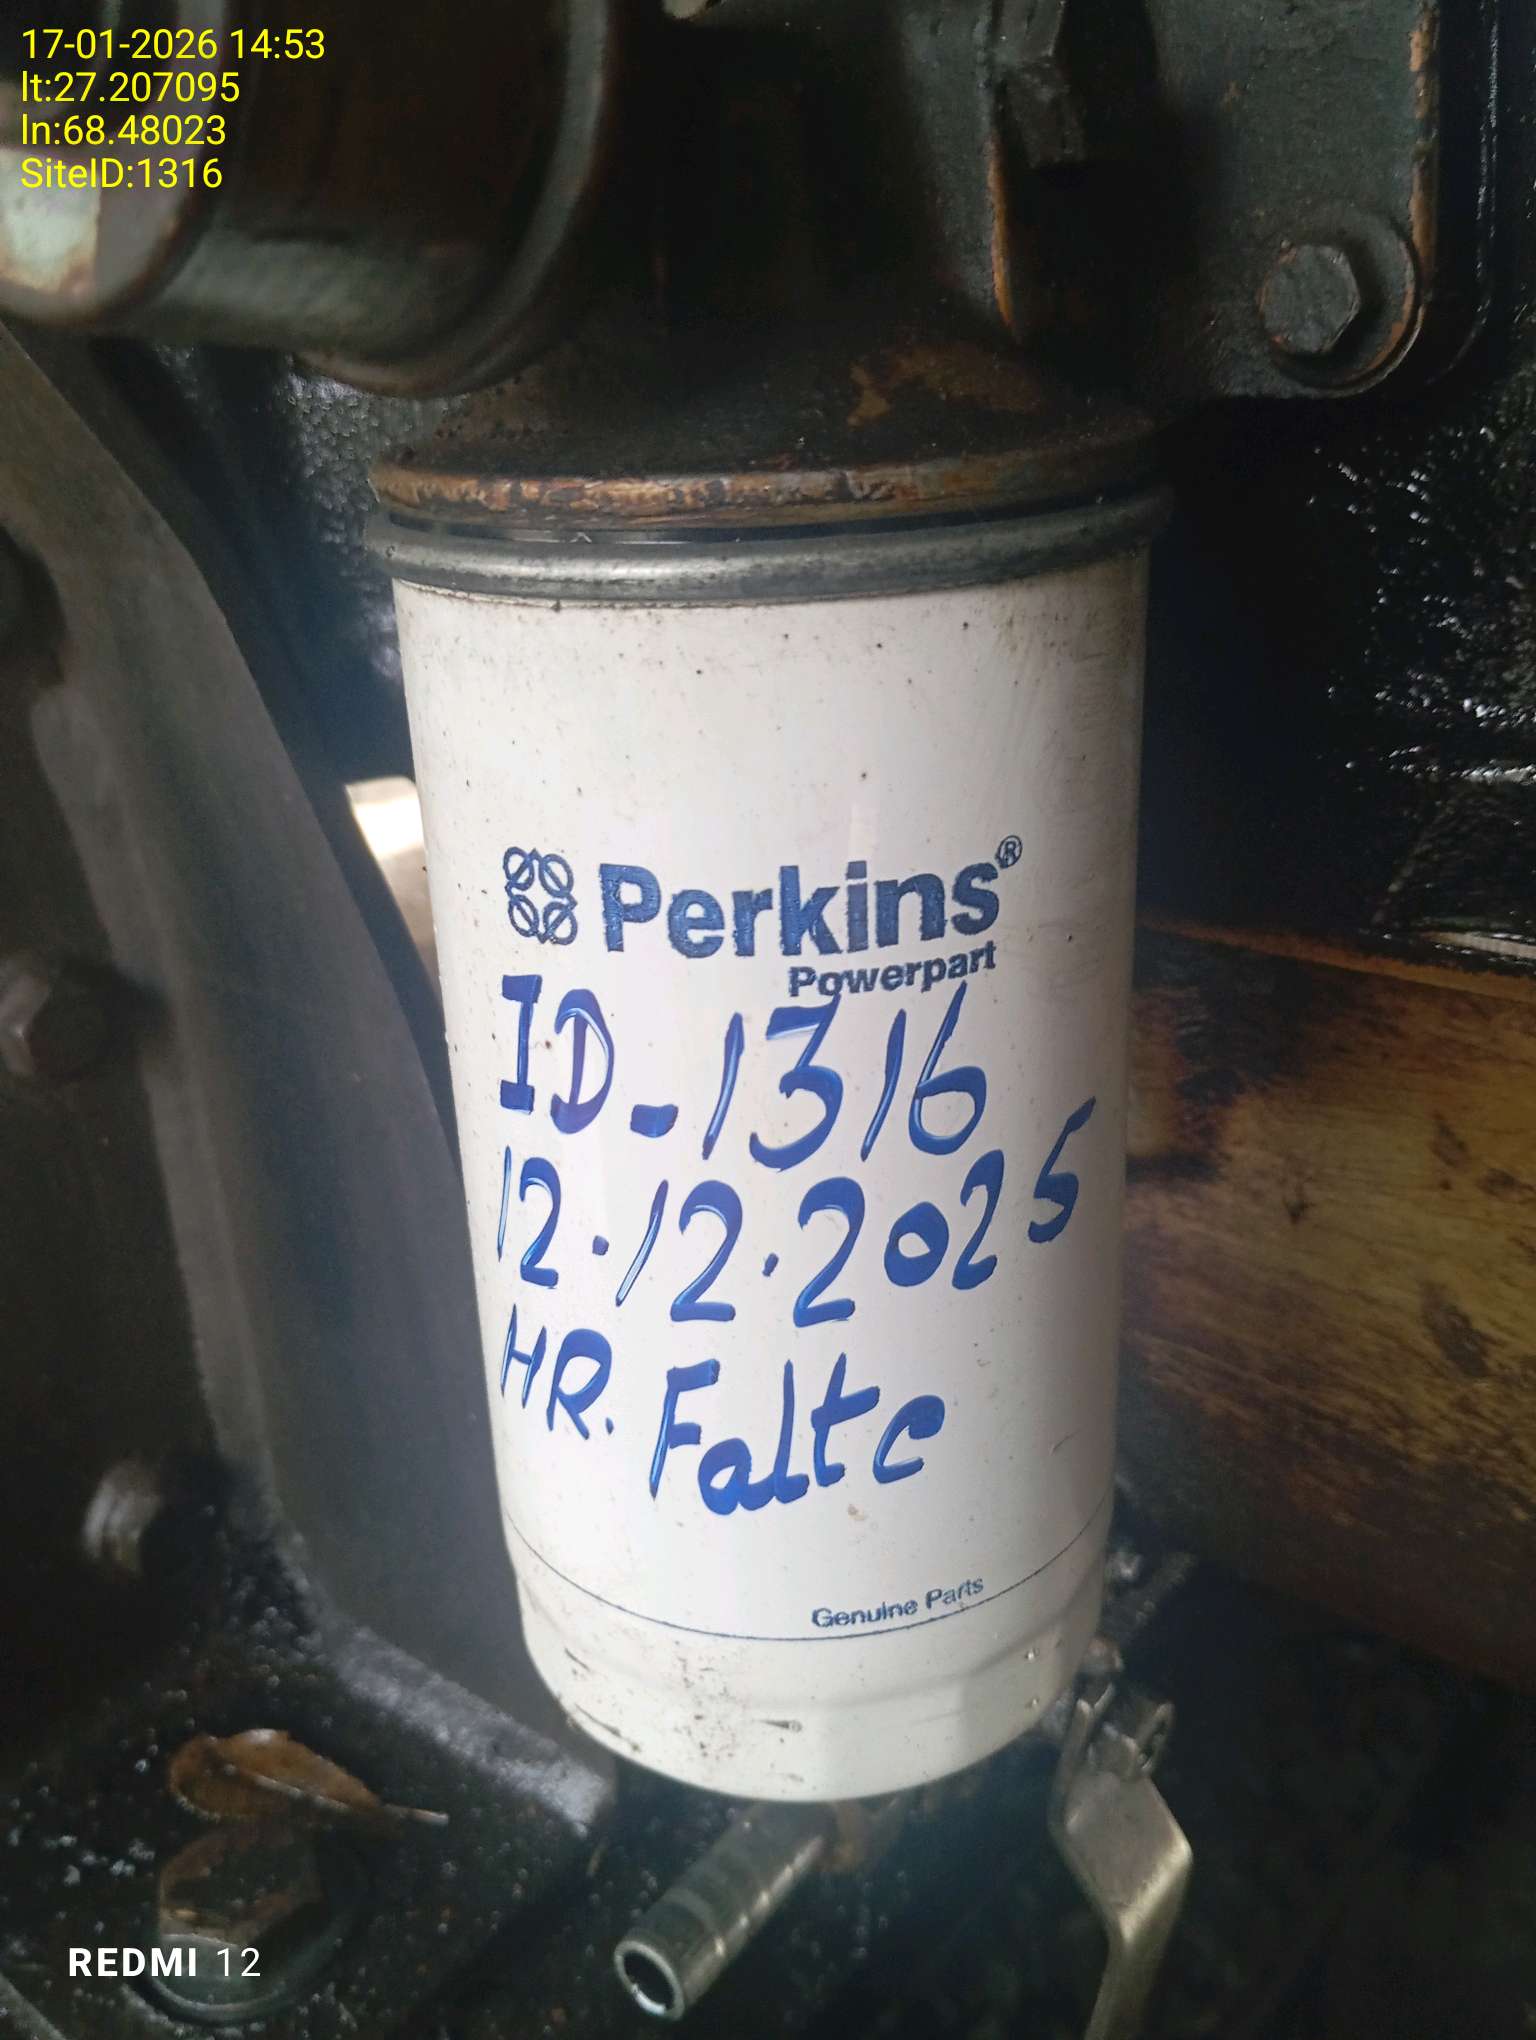 17-01-2026 14:53
lt:27.207095
ln:68.48023
SiteID:1316
Perkins®
Powerpart
ID-1316
12.12.2025
HR. Faltc
Genuine Parts
REDMI 12